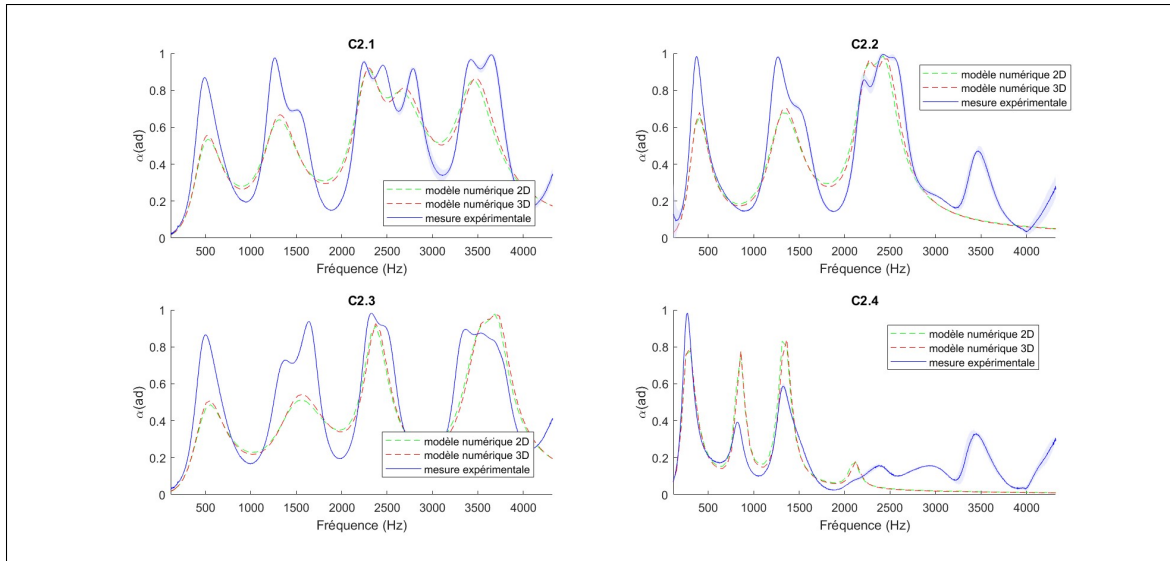 C2.1
1
0.8
0.6
0.4
0.2
0
α(ad)
500 1000 1500 2000 2500 3000 3500 4000
Fréquence (Hz)
modèle numérique 2D
modèle numérique 3D
mesure expérimentale
C2.2
1
0.8
0.6
0.4
0.2
0
α(ad)
500 1000 1500 2000 2500 3000 3500 4000
Fréquence (Hz)
modèle numérique 2D
modèle numérique 3D
mesure expérimentale
C2.3
1
0.8
0.6
0.4
0.2
0
α(ad)
500 1000 1500 2000 2500 3000 3500 4000
Fréquence (Hz)
modèle numérique 2D
modèle numérique 3D
mesure expérimentale
C2.4
1
0.8
0.6
0.4
0.2
0
α(ad)
500 1000 1500 2000 2500 3000 3500 4000
Fréquence (Hz)
modèle numérique 2D
modèle numérique 3D
mesure expérimentale